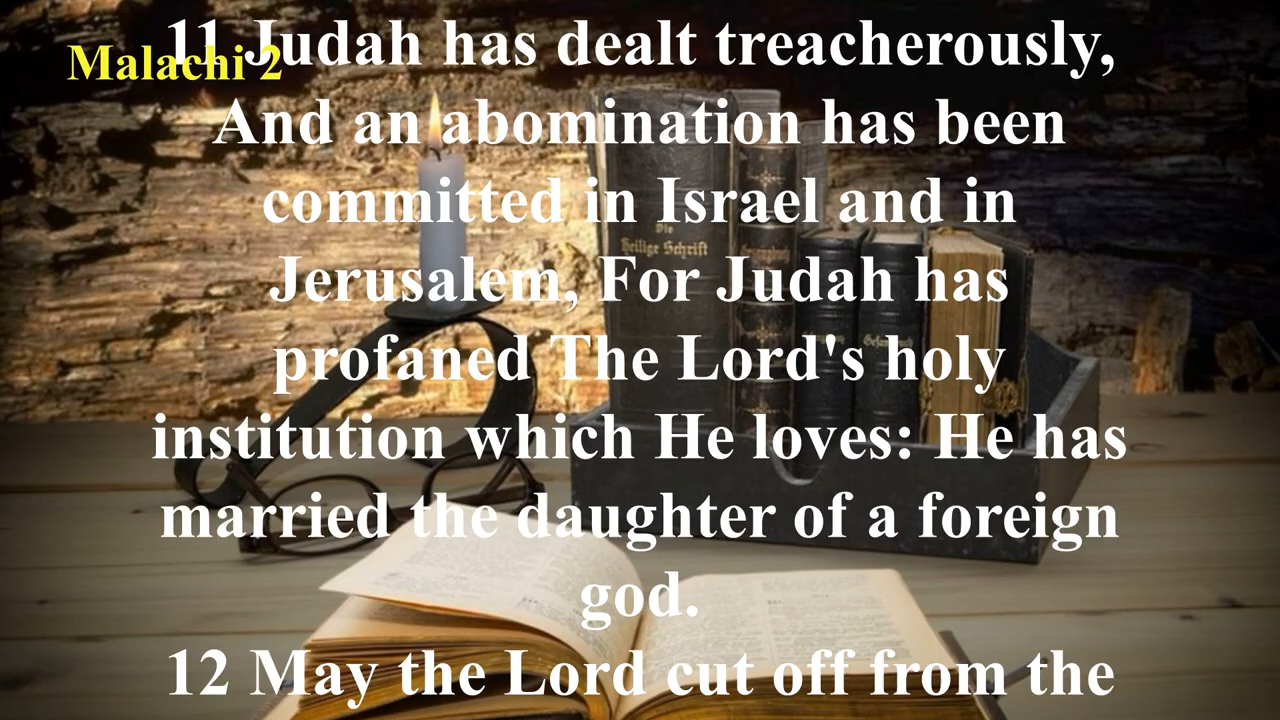 Malachi 2
11 Judah has dealt treacherously,
And an abomination has been
committed in Israel and in
Jerusalem, For Judah has
profaned The Lord's holy
institution which He loves: He has
married the daughter of a foreign
god.
12 May the Lord cut off from the
Die
Heilige Schrift